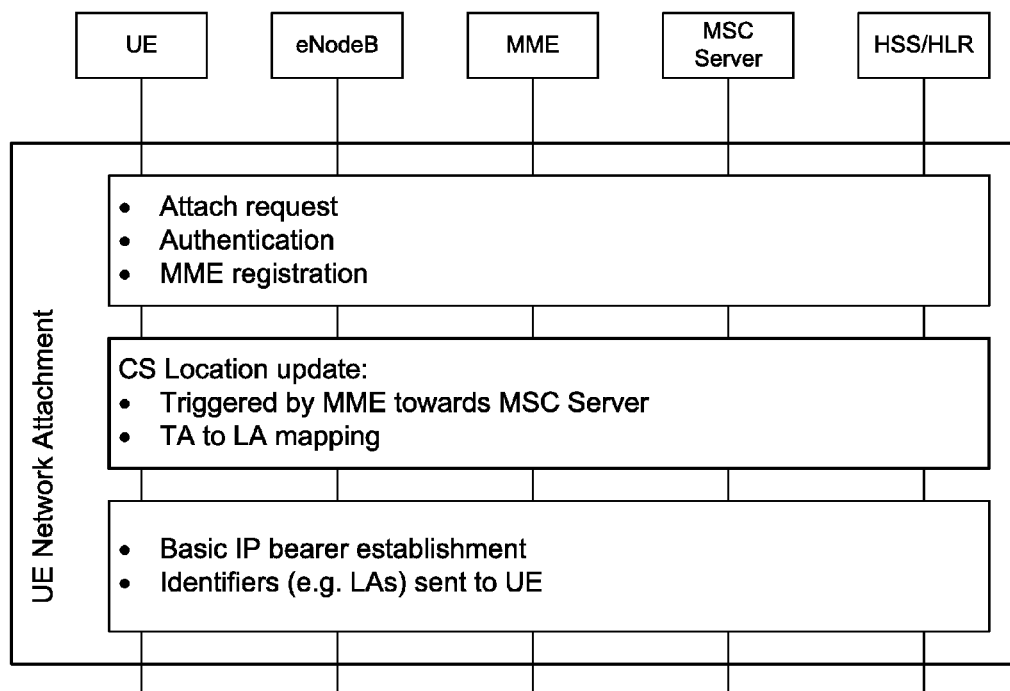 UE
eNodeB
MME
MSC
Server
HSS/HLR
UE Network Attachment
• Attach request
• Authentication
• MME registration
CS Location update:
• Triggered by MME towards MSC Server
• TA to LA mapping
• Basic IP bearer establishment
• Identifiers (e.g. LAs) sent to UE